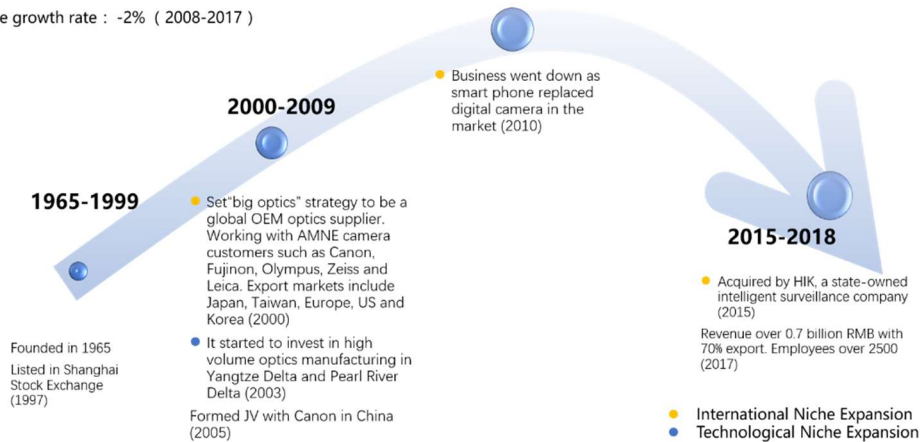 e growth rate： -2%（2008-2017）
Business went down as
smart phone replaced
digital camera in the
market (2010)
2000-2009
1965-1999
Set“big optics” strategy to be a
global OEM optics supplier.
Working with AMNE camera
customers such as Canon,
Fujinon, Olympus, Zeiss and
Leica. Export markets include
Japan, Taiwan, Europe, US and
Korea (2000)
It started to invest in high
volume optics manufacturing in
Yangtze Delta and Pearl River
Delta (2003)
Formed JV with Canon in China
(2005)
Founded in 1965
Listed in Shanghai
Stock Exchange
(1997)
2015-2018
Acquired by HIK, a state-owned
intelligent surveillance company
(2015)
Revenue over 0.7 billion RMB with
70% export. Employees over 2500
(2017)
International Niche Expansion
Technological Niche Expansion